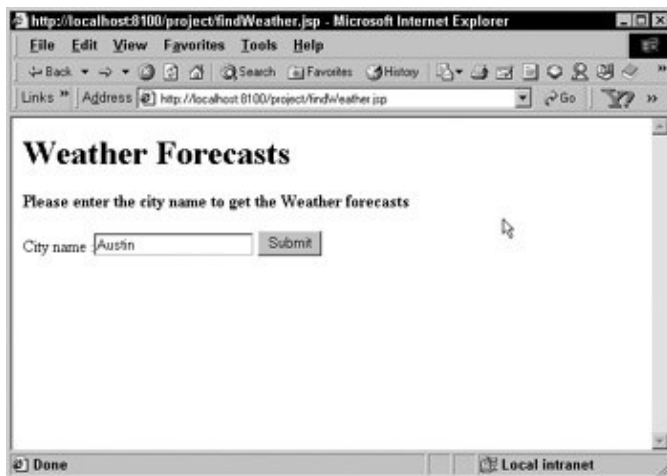 http://localhost:8100/project/findWeather.jsp - Microsoft Internet Explorer
File Edit View Favorites Tools Help
Back Search Favorites History
Links » Address http://localhost:8100/project/findWeather.jsp Go »
Weather Forecasts
Please enter the city name to get the Weather forecasts
City name :Austin Submit
Done Local intranet